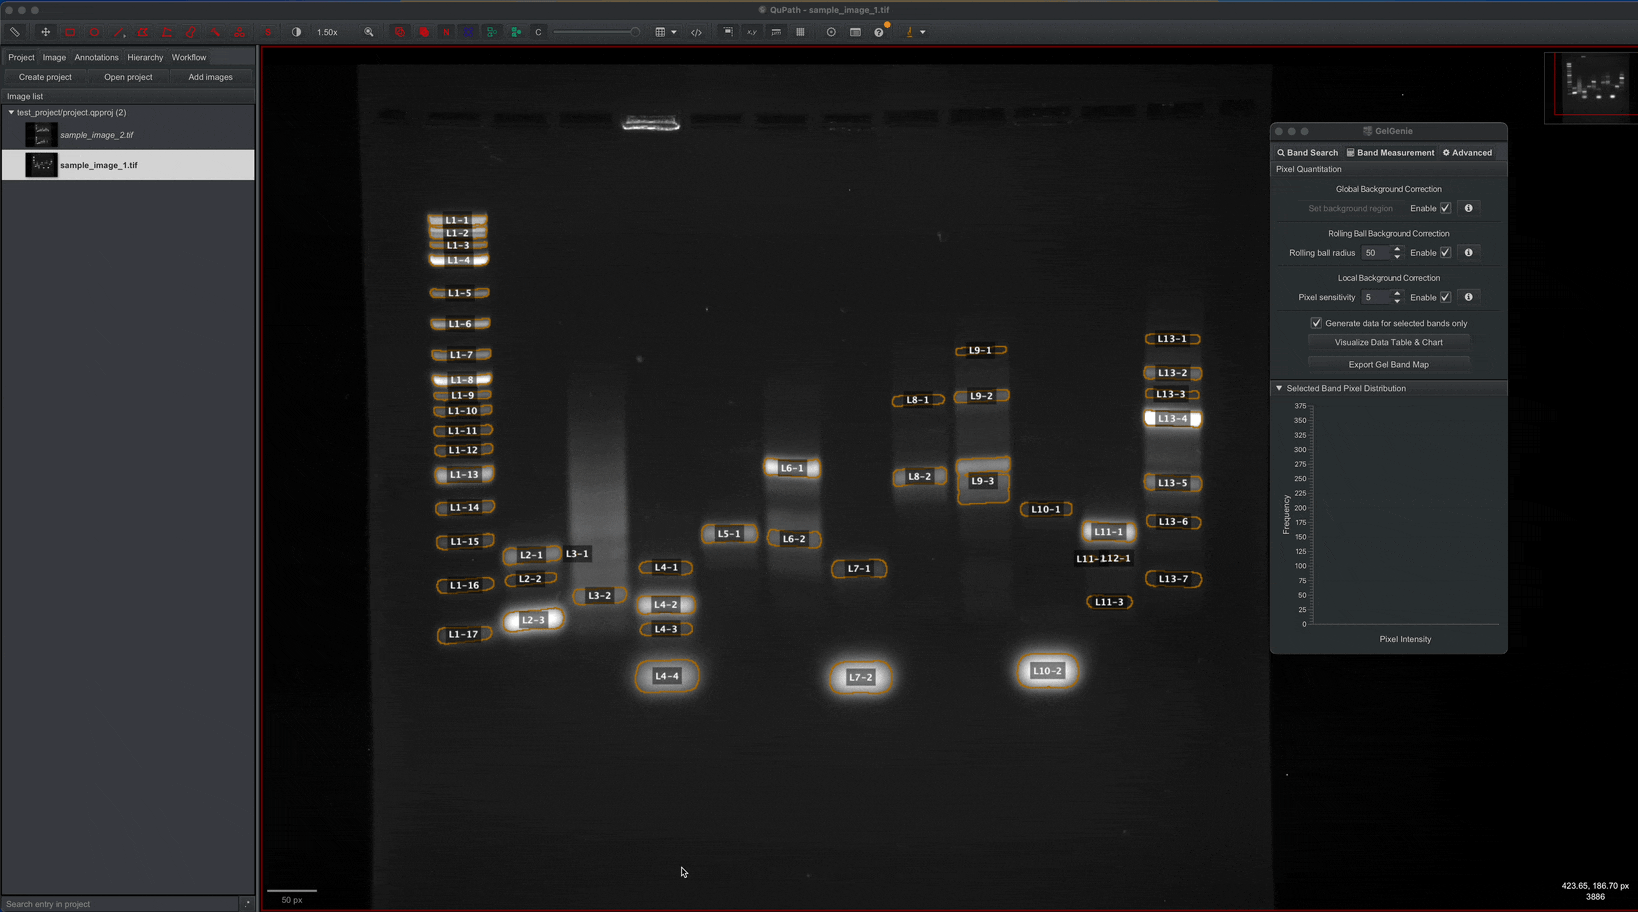 QuPath - sample_image_1.tif
1.50x
C
x,y
Project Image Annotations Hierarchy Workflow
Create project Open project Add images
Image list
test_project/project.qpproj (2)
sample_image_2.tif
sample_image_1.tif
Search entry in project
.*
L1-1
L1-2
L1-3
L1-4
L1-5
L1-6
L1-7
L1-8
L1-9
L1-10
L1-11
L1-12
L1-13
L1-14
L1-15
L1-16
L1-17
L2-1
L2-2
L2-3
L3-1
L3-2
L4-1
L4-2
L4-3
L4-4
L5-1
L6-1
L6-2
L7-1
L7-2
L8-1
L8-2
L9-1
L9-2
L9-3
L10-1
L10-2
L11-1
L11-
L12-1
L11-3
L13-1
L13-2
L13-3
L13-4
L13-5
L13-6
L13-7
50 px
GelGenie
Band Search Band Measurement Advanced
Pixel Quantitation
Global Background Correction
Set background region Enable
Rolling Ball Background Correction
Rolling ball radius 50 Enable
Local Background Correction
Pixel sensitivity 5 Enable
Generate data for selected bands only
Visualize Data Table & Chart
Export Gel Band Map
Selected Band Pixel Distribution
375
350
325
300
275
250
225
200
175
150
125
100
75
50
25
0
Frequency
Pixel Intensity
423.65, 186.70 px
3886